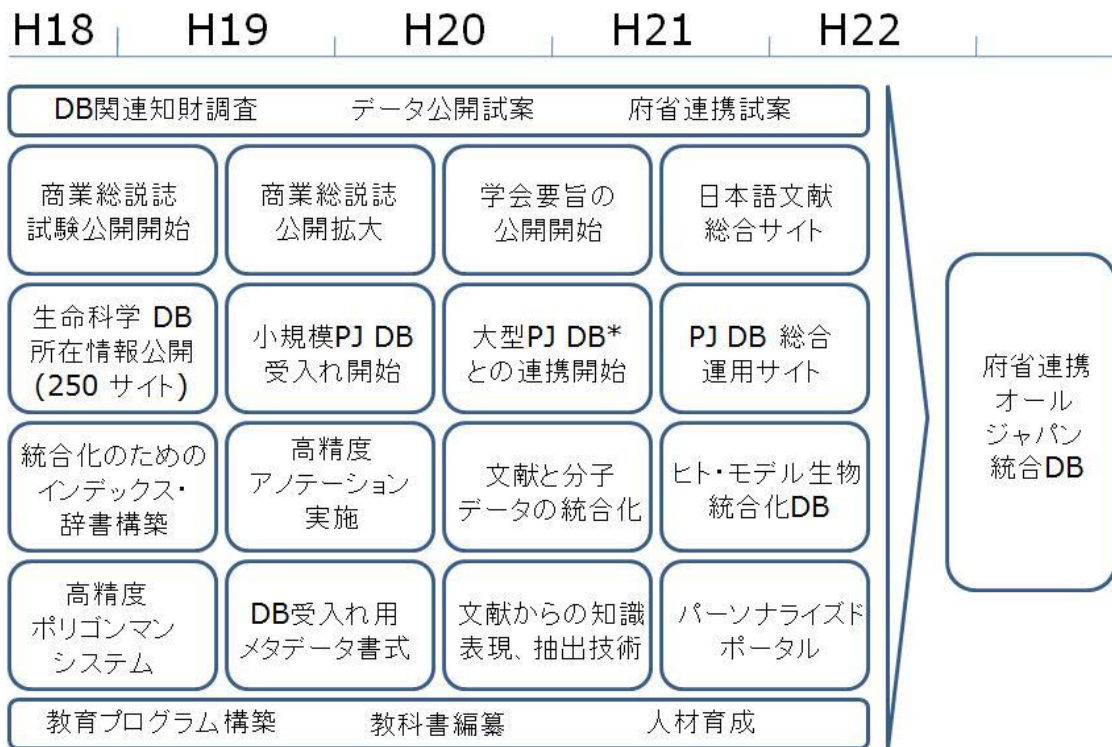 H18 H19 H20 H21 H22
DB関連知財調査 データ公開試案 府省連携試案
商業総説誌
試験公開開始
商業総説誌
公開拡大
学会要旨の
公開開始
日本語文献
総合サイト
生命科学 DB
所在情報公開
(250 サイト)
小規模PJ DB
受入れ開始
大型PJ DB*
との連携開始
PJ DB 総合
運用サイト
統合化のための
インデックス・
辞書構築
高精度
アノテーション
実施
文献と分子
データの統合化
ヒト・モデル生物
統合化DB
高精度
ポリゴンマン
システム
DB受入れ用
メタデータ書式
文献からの知識
表現、抽出技術
パーソナライズド
ポータル
教育プログラム構築 教科書編纂 人材育成
府省連携
オール
ジャパン
統合DB